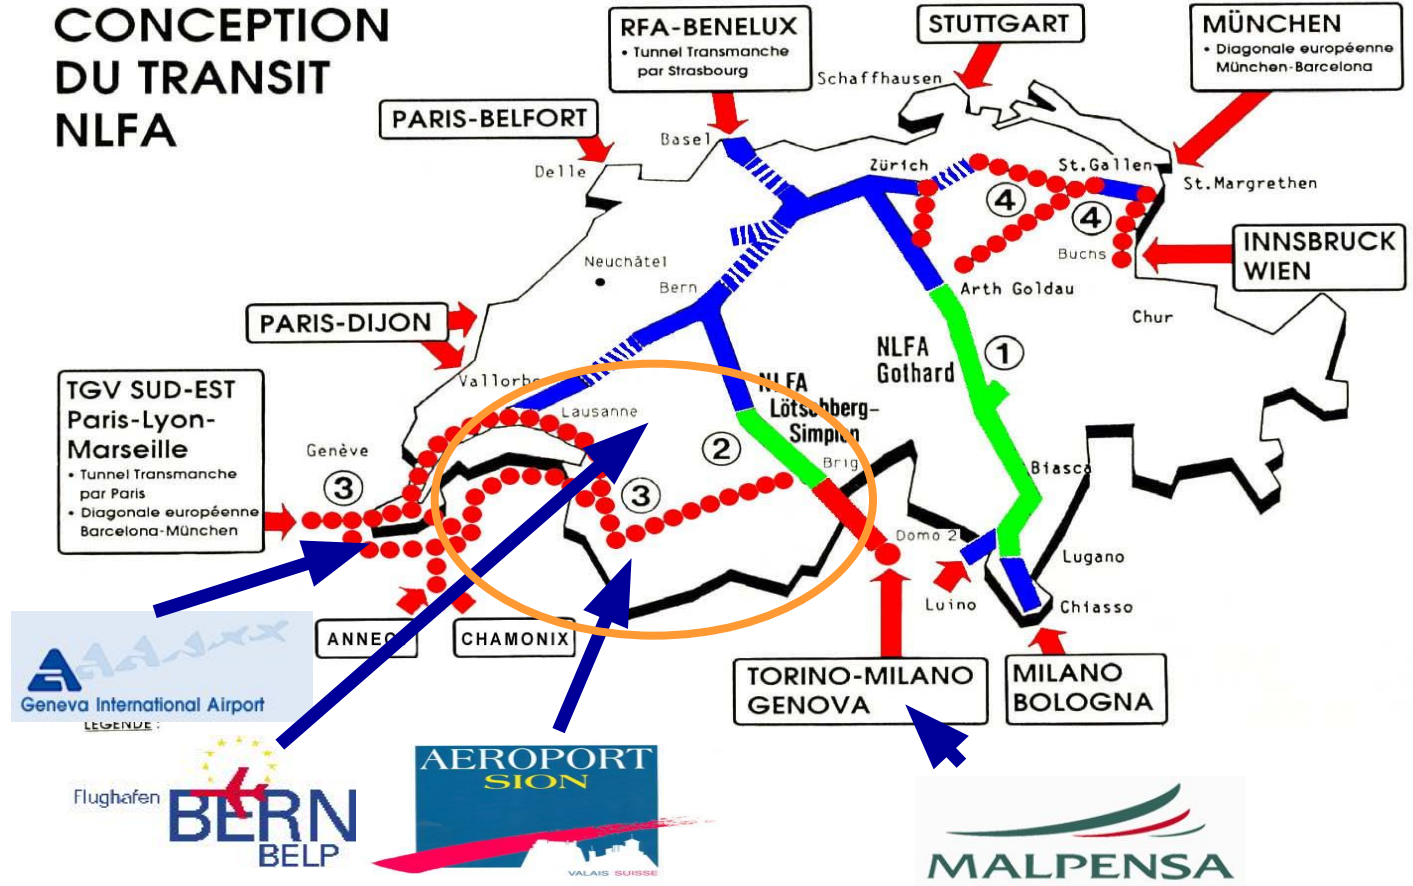 CONCEPTION
DU TRANSIT
NLFA
RFA-BENELUX
• Tunnel Transmanche
par Strasbourg
STUTTGART
MÜNCHEN
• Diagonale européenne
München-Barcelona
Schaffhausen
PARIS-BELFORT
Basel
Delle
Zürich
St.Gallen
St.Margrethen
4
4
INNSBRUCK
WIEN
Buchs
Neuchâtel
Bern
Arth Goldau
Chur
PARIS-DIJON
NLFA
Gothard
1
Vallorbe
NLFA
Lötschberg-
Simplon
TGV SUD-EST
Paris-Lyon-
Marseille
• Tunnel Transmanche
par Paris
• Diagonale européenne
Barcelona-München
Lausanne
Genève
2
Brig
Biasca
3
3
Domo 2
Lugano
Luino
Chiasso
ANNEC
CHAMONIX
TORINO-MILANO
GENOVA
MILANO
BOLOGNA
Geneva International Airport
LEGENDE :
Flughafen
BERN
BELP
AEROPORT
SION
VALAIS SUISSE
MALPENSA